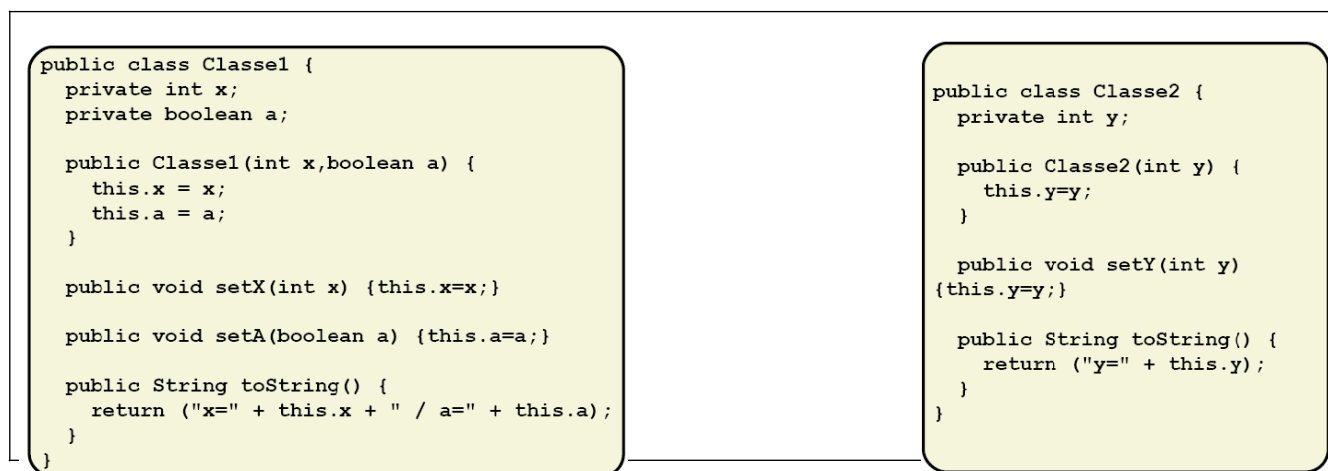 public class Classe1 {
  private int x;
  private boolean a;
  public Classe1(int x,boolean a) {
    this.x = x;
    this.a = a;
  }
  public void setX(int x) {this.x=x;}
  public void setA(boolean a) {this.a=a;}
  public String toString() {
    return ("x=" + this.x + " / a=" + this.a);
  }
}
public class Classe2 {
  private int y;
  public Classe2(int y) {
    this.y=y;
  }
  public void setY(int y)
{this.y=y;}
  public String toString() {
    return ("y=" + this.y);
  }
}